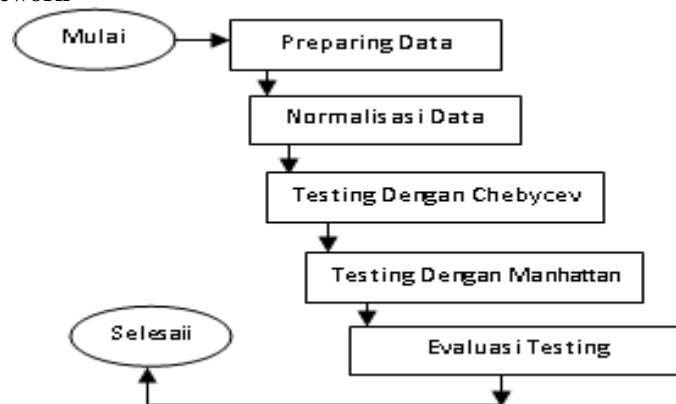 Mulai
Preparing Data
Normalisasi Data
Testing Dengan Chebycev
Testing Dengan Manhattan
Evaluasi Testing
Selesaii